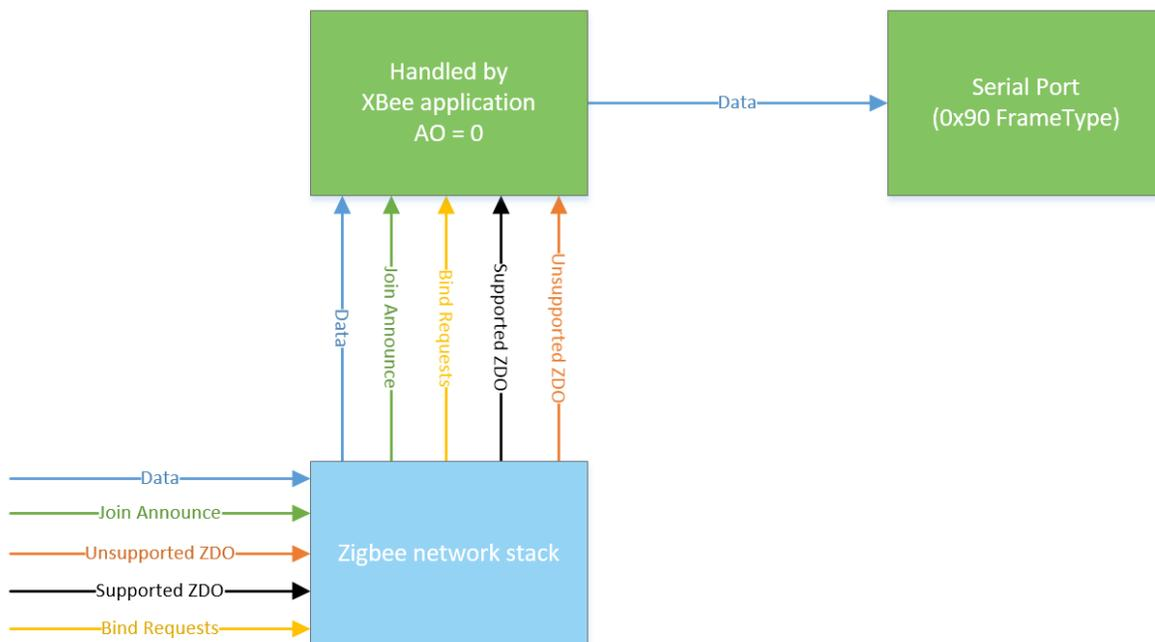 Handled by
XBee application
AO = 0
Data
Serial Port
(0x90 FrameType)
Data
Join Announce
Bind Requests
Supported ZDO
Unsupported ZDO
Data
Join Announce
Unsupported ZDO
Supported ZDO
Bind Requests
Zigbee network stack